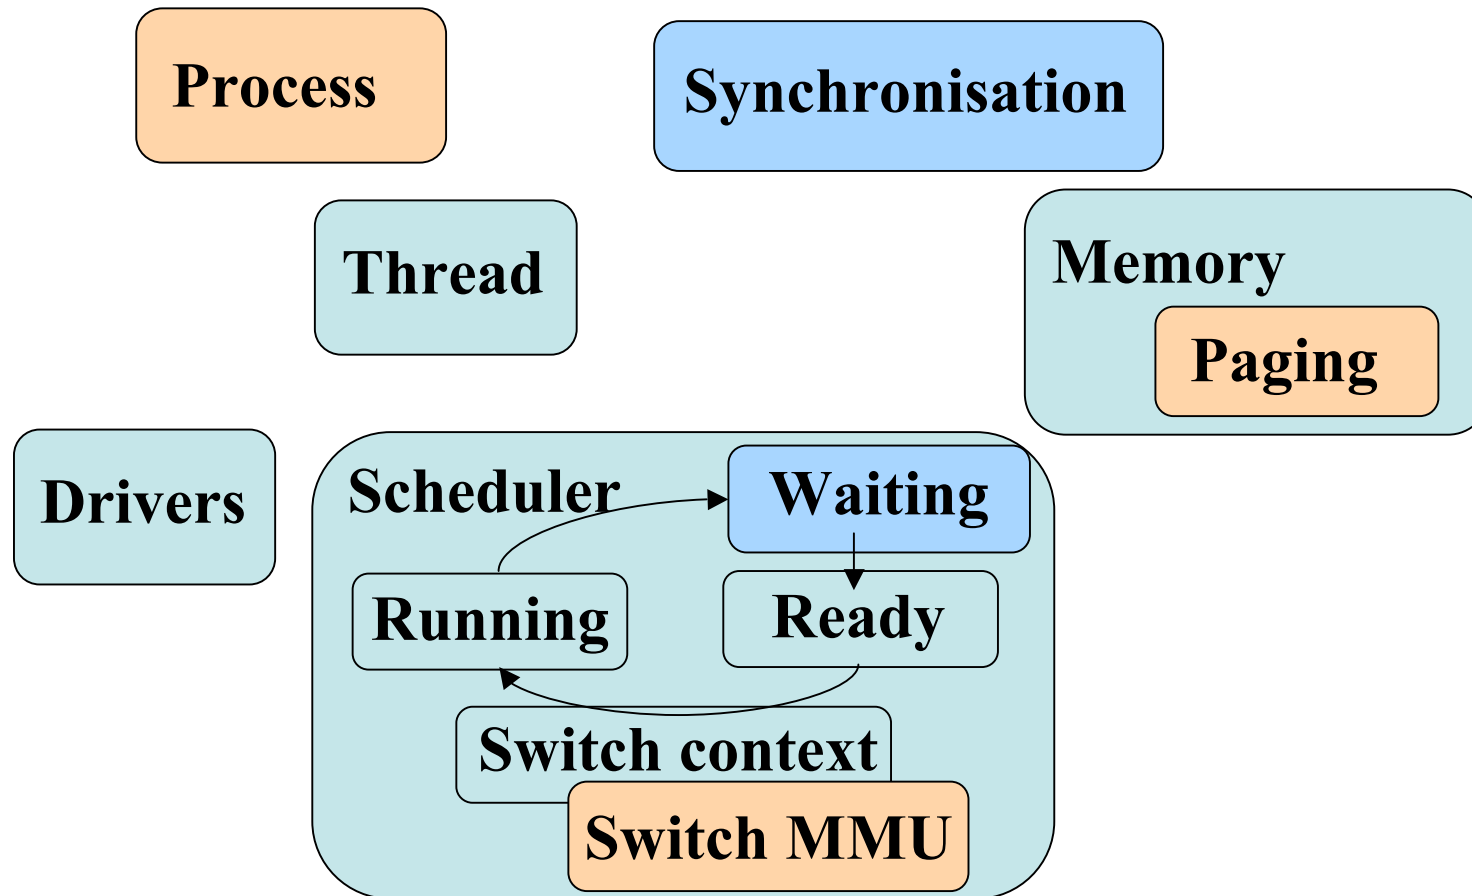 Process
Synchronisation
Thread
Memory
Paging
Drivers
Scheduler
Waiting
Running
Ready
Switch context
Switch MMU